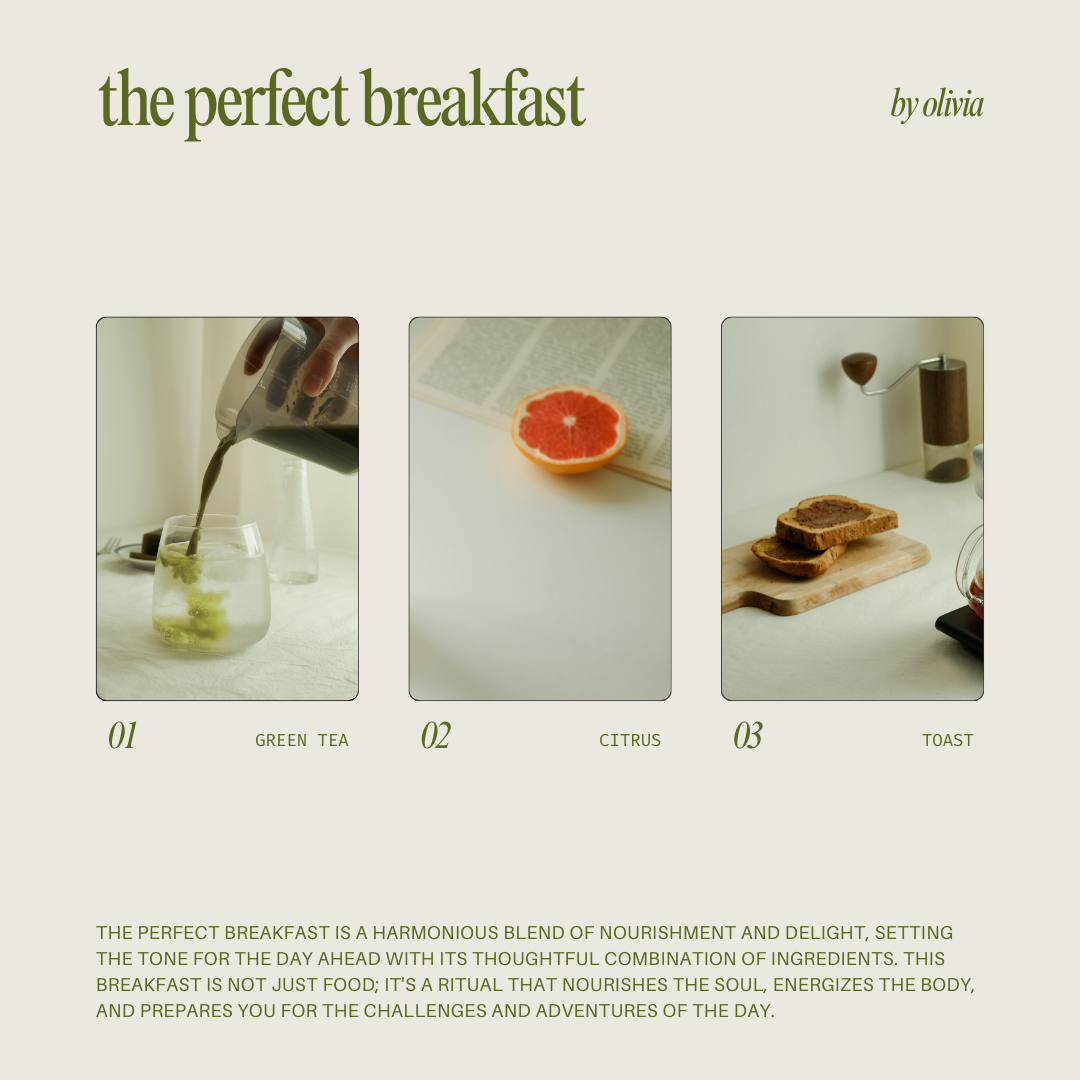 the perfect breakfast
by olivia
01
GREEN TEA
02
CITRUS
03
TOAST
THE PERFECT BREAKFAST IS A HARMONIOUS BLEND OF NOURISHMENT AND DELIGHT, SETTING
THE TONE FOR THE DAY AHEAD WITH ITS THOUGHTFUL COMBINATION OF INGREDIENTS. THIS
BREAKFAST IS NOT JUST FOOD; IT'S A RITUAL THAT NOURISHES THE SOUL, ENERGIZES THE BODY,
AND PREPARES YOU FOR THE CHALLENGES AND ADVENTURES OF THE DAY.